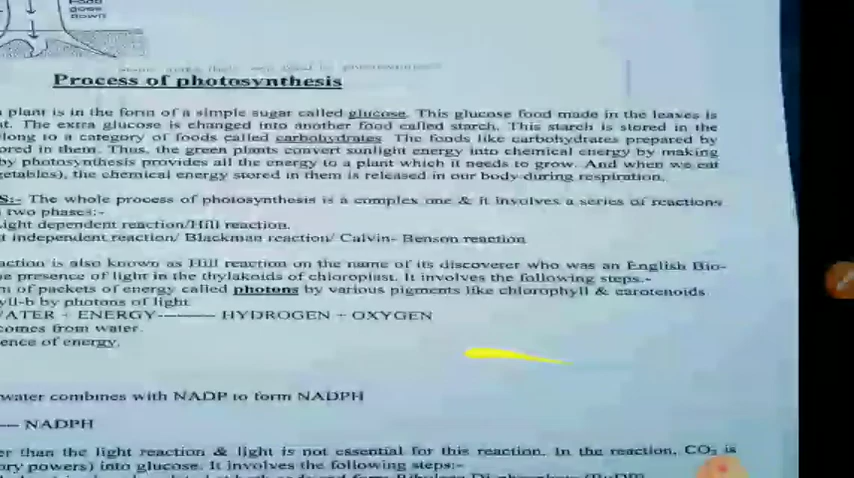 Food
goes
down
Process of photosynthesis
plant is in the form of a simple sugar called glucose. This glucose food made in the leaves is
The extra glucose is changed into another food called starch. This starch is stored in the
long to a category of foods called carbohydrates. The foods like carbohydrates prepared by
ored in them. Thus, the green plants convert sunlight energy into chemical energy by making
by photosynthesis provides all the energy to a plant which it needs to grow. And when we eat
getables), the chemical energy stored in them is released in our body during respiration.
S:- The whole process of photosynthesis is a complex one & it involves a series of reactions
two phases:-
ight dependent reaction/Hill reaction.
t independent reaction/ Blackman reaction/ Calvin- Benson reaction
action is also known as Hill reaction on the name of its discoverer who was an English Bio-
e presence of light in the thylakoids of chloroplast. It involves the following steps.-
n of packets of energy called photons by various pigments like chlorophyll & carotenoids
yll-b by photons of light
ATER + ENERGY--------- HYDROGEN + OXYGEN
comes from water.
ence of energy.
water combines with NADP to form NADPH
--- NADPH
er than the light reaction & light is not essential for this reaction. In the reaction, CO₂ is
ory powers) into glucose. It involves the following steps:-